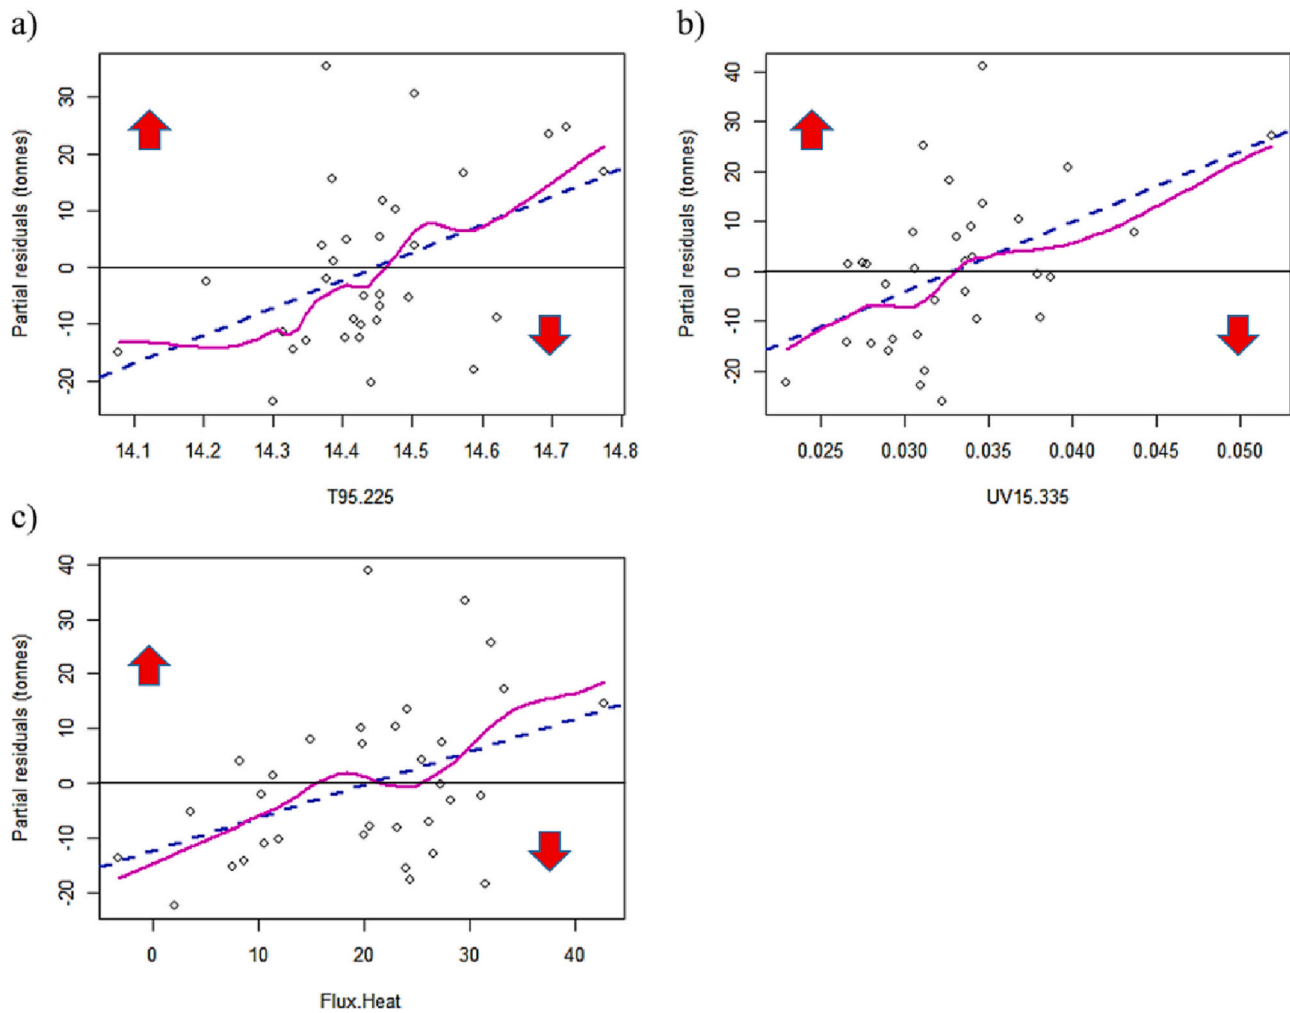 a)
Partial residuals (tonnes)
30
20
10
0
-10
-20
14.1 14.2 14.3 14.4 14.5 14.6 14.7 14.8
T95.225
b)
Partial residuals (tonnes)
40
30
20
10
0
-10
-20
0.025 0.030 0.035 0.040 0.045 0.050
UV15.335
c)
Partial residuals (tonnes)
40
30
20
10
0
-10
-20
0 10 20 30 40
Flux.Heat